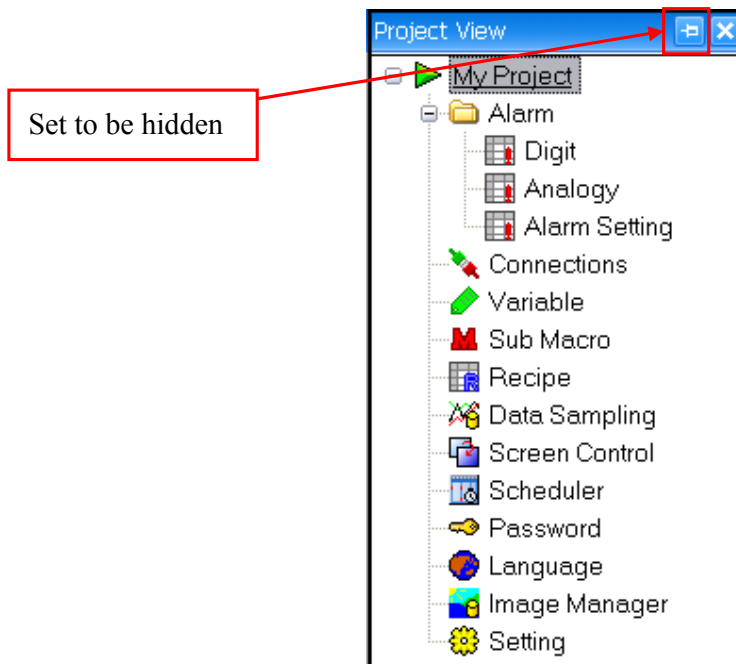 Project View
My Project
Set to be hidden
Alarm
Digit
Analogy
Alarm Setting
Connections
Variable
Sub Macro
Recipe
Data Sampling
Screen Control
Scheduler
Password
Language
Image Manager
Setting